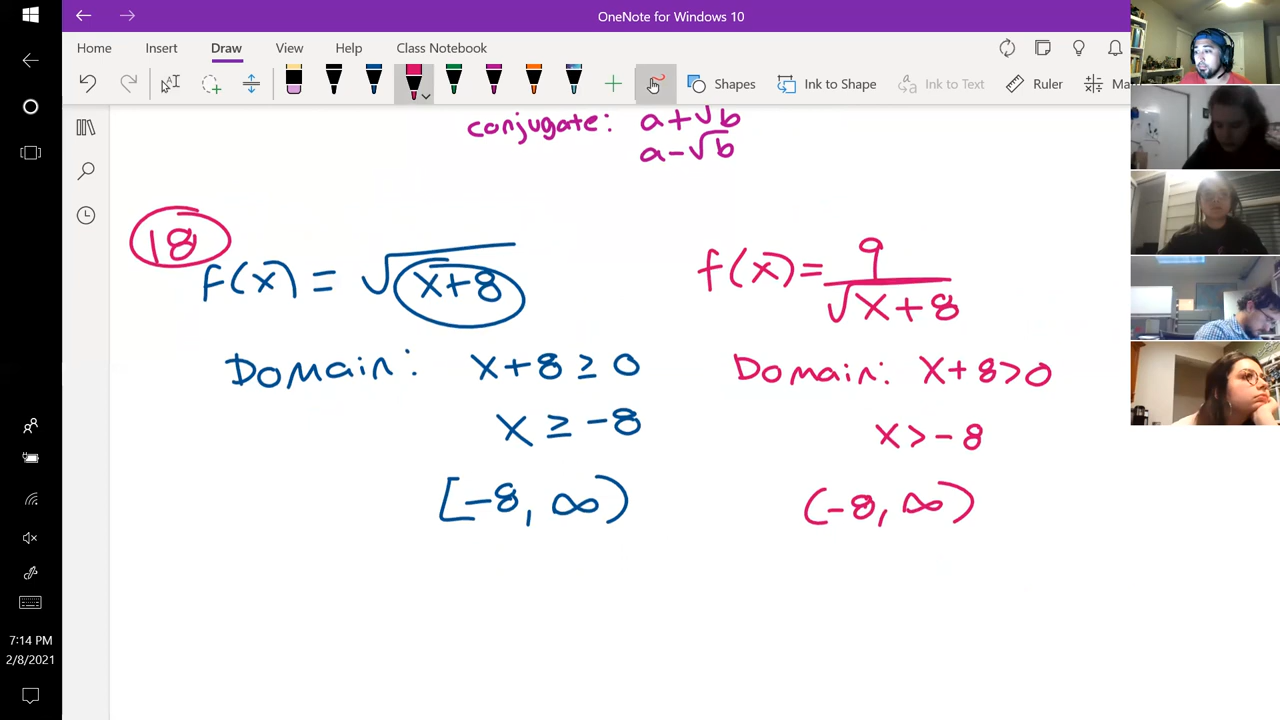 OneNote for Windows 10
Home Insert Draw View Help Class Notebook
Shapes Ink to Shape Ink to Text Ruler Ma
conjugate: a+√b
a-√b
18
f(x) = √x+8
Domain: x+8 ≥ 0
x ≥ -8
[-8, ∞)
f(x) = 9/√x+8
Domain: x+8>0
x > -8
(-8, ∞)
7:14 PM
2/8/2021